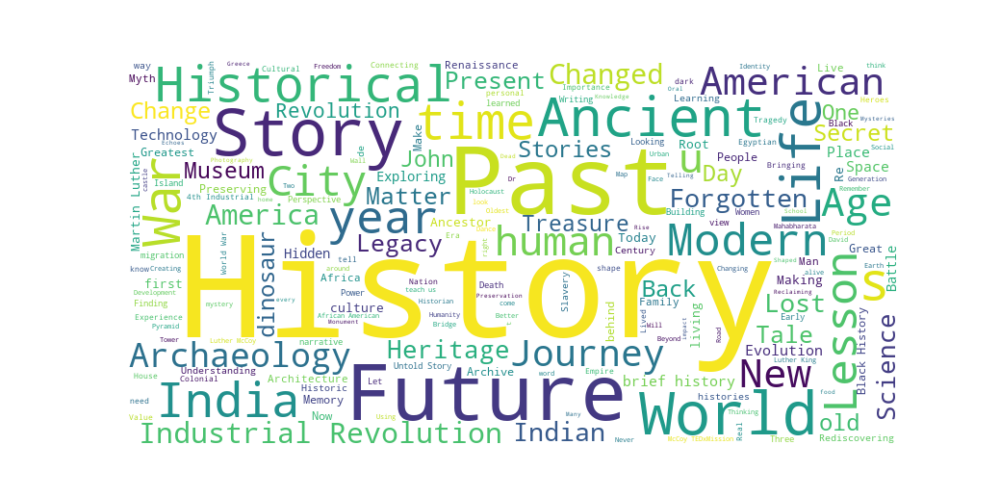 way
Myth
Triumph
Greece
Cultural
Freedom
Connecting
Renaissance
Historical
Present
Changed
Identity
think
Live
American
dark
Oral
Heroes
Change
Revolution
Story
time
personal
learned
Importance
Knowledge
Writing
Learning
Ancient
Tragedy
One
Black
Mysteries
Technology
Echoes
Greatest
Photography
Make
de
Hall
John
Stories
Looking
Urban
Root
Egyptian
People
Bringing
Life
Secret
Social
Place
Space
Martin Luther
castle
Island
4th Industrial
War
Museum
Preserving
City
Two
home
Perspective
Exploring
Matter
Past
Dead
Or
Holocaust
look
Oldest
Map
Face
Telling
u
Day
Re
Generation
School
Remember
Age
America
year
Ancestor
Era
Treasure
Building
Women
Forgotten
view
Mahabharata
Period
David
migration
know
Creating
World War
Hidden
dinosaur
tell
around
Legacy
human
right
Today
Rise
Century
Modern
Shaped
Man
Great
Earth
Battle
first
Finding
Development
mystery
every
Africa
Power
culture
Nation
teach us
Historian
History
Death
Preservation
come
Slavery
shape
Back
Family
Lived
behind
living
Changing
Making
alive
Reclaiming
Lost
Early
s
Lesson
Experience
Pyramid
Tower
Luther McCoy
African American
Monument
narrative
Humanity
Bridge
Better
Will
Beyond
impact
Road
Tale
Black History
Science
Archaeology
Heritage
Journey
New
Evolution
Luther King
House
Understanding
Colonial
Architecture
Untold Story
Archive
word
Empire
brief history
food
need
Value
India
Historic
Memory
Let
Now
Using
Future
Many
Never
World
histories
Thinking
Real
Three
old
Rediscovering
Industrial Revolution
Indian
McCoy TEDxMission